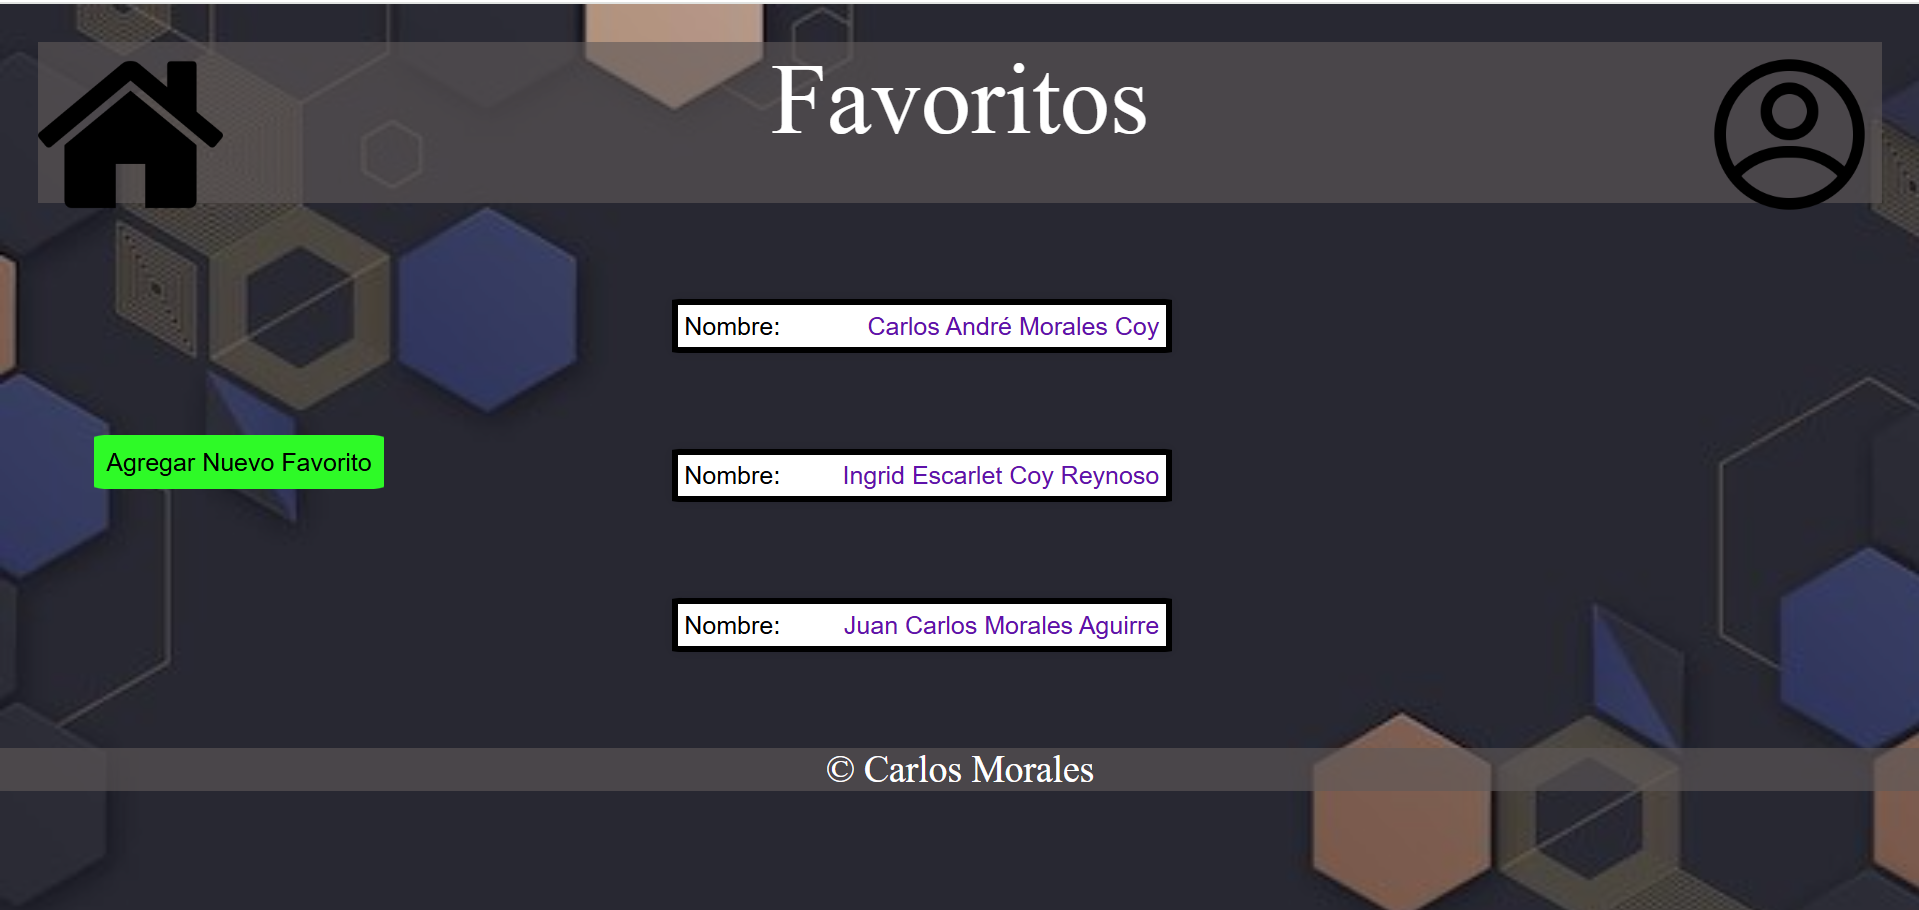 Favoritos
Nombre: Carlos André Morales Coy
Agregar Nuevo Favorito
Nombre: Ingrid Escarlet Coy Reynoso
Nombre: Juan Carlos Morales Aguirre
© Carlos Morales